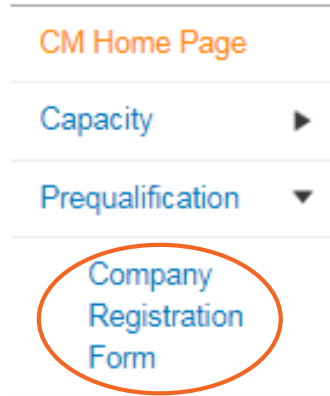 CM Home Page
Capacity
Prequalification
Company
Registration
Form